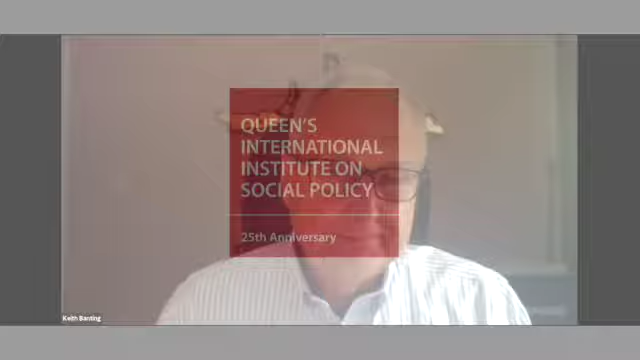 QUEEN'S
INTERNATIONAL
INSTITUTE ON
SOCIAL POLICY
25th Anniversary
Keith Banting